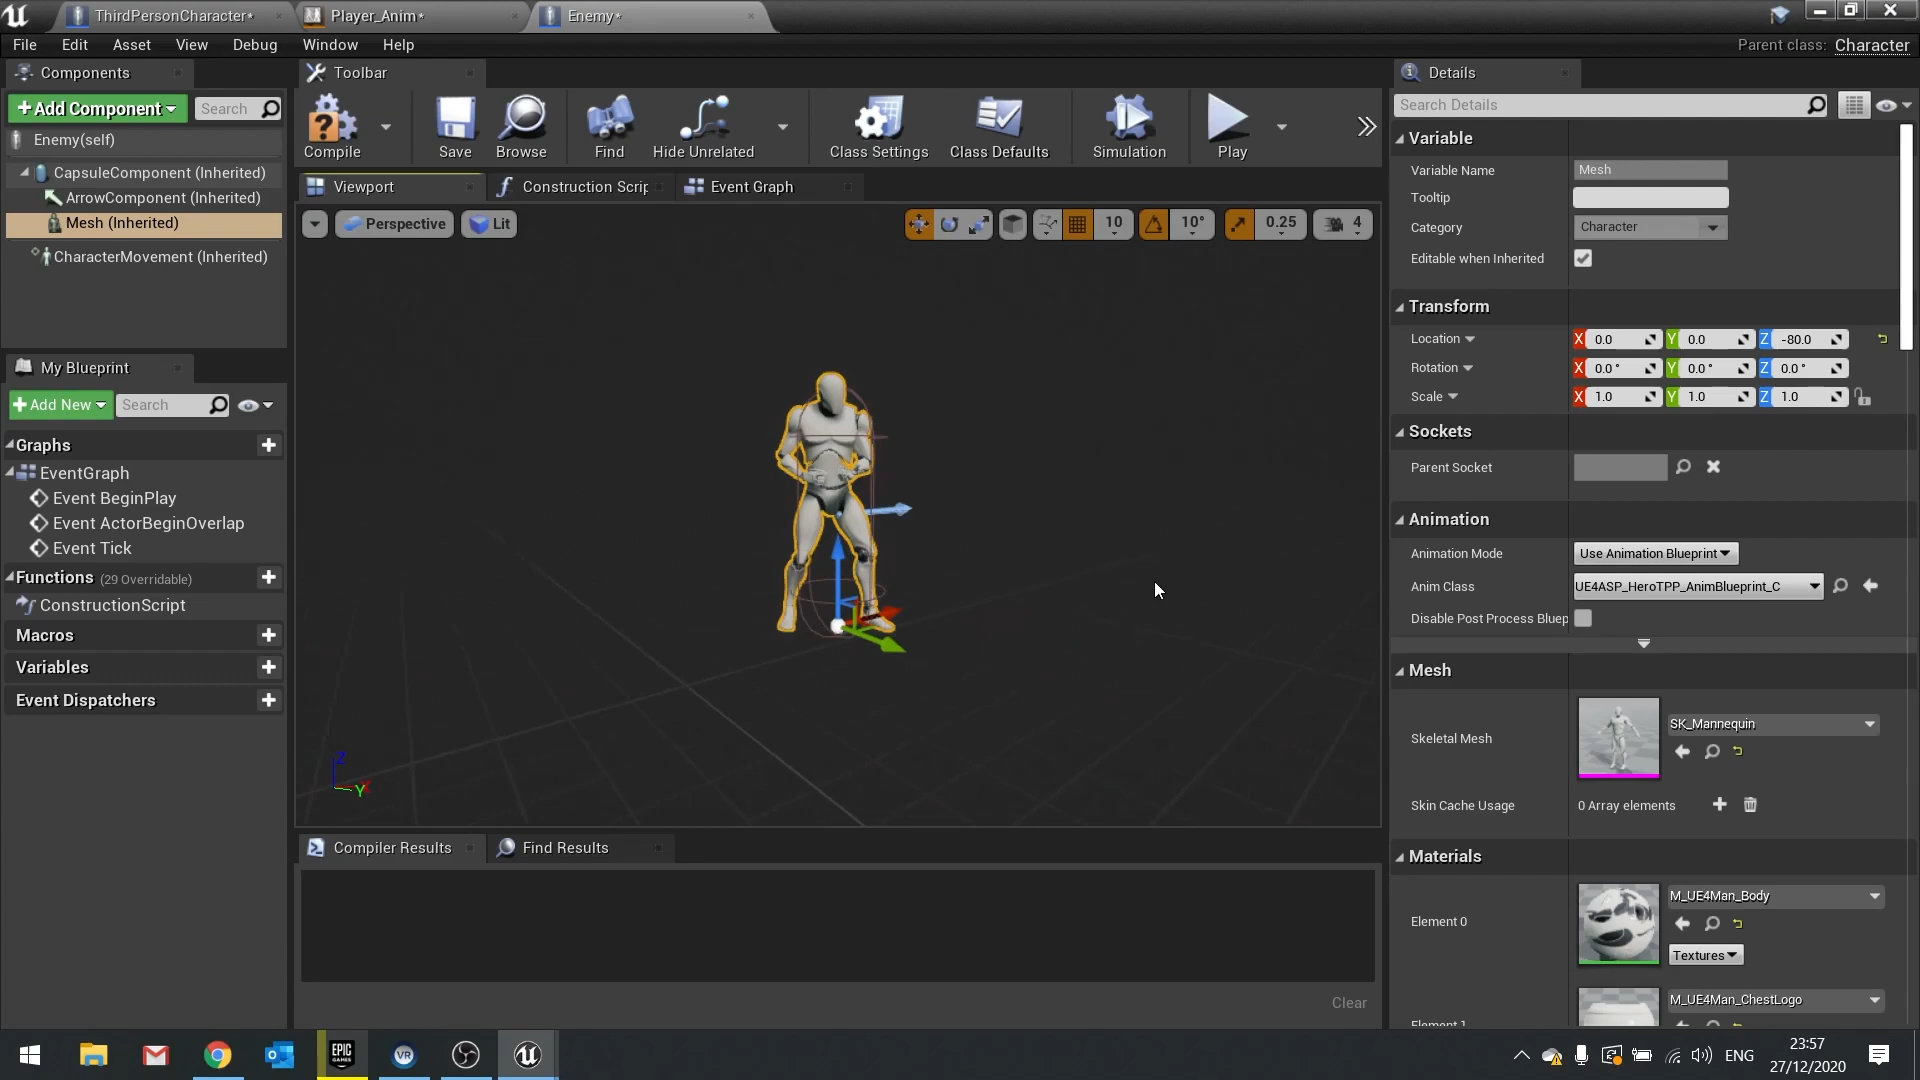 ThirdPersonCharacter*
Player_Anim*
Enemy*
File Edit Asset View Debug Window Help
Parent class: Character
Components
Toolbar
Details
+Add Component
Search
Search Details
Enemy(self)
CapsuleComponent (Inherited)
ArrowComponent (Inherited)
Mesh (Inherited)
CharacterMovement (Inherited)
Compile
Save
Browse
Find
Hide Unrelated
Class Settings
Class Defaults
Simulation
Play
Viewport
Construction Scrip
Event Graph
Perspective
Lit
10
10°
0.25
4
My Blueprint
+Add New
Search
Graphs
EventGraph
Event BeginPlay
Event ActorBeginOverlap
Event Tick
Functions (29 Overridable)
ConstructionScript
Macros
Variables
Event Dispatchers
Z
Y
Compiler Results
Find Results
Clear
Variable
Variable Name Mesh
Tooltip
Category Character
Editable when Inherited
Transform
Location X 0.0 Y 0.0 Z -80.0
Rotation X 0.0° Y 0.0° Z 0.0°
Scale X 1.0 Y 1.0 Z 1.0
Sockets
Parent Socket
Animation
Animation Mode Use Animation Blueprint
Anim Class UE4ASP_HeroTPP_AnimBlueprint_C
Disable Post Process Bluep
Mesh
Skeletal Mesh SK_Mannequin
Skin Cache Usage 0 Array elements
Materials
Element 0 M_UE4Man_Body
Textures
M_UE4Man_ChestLogo
Element 1
EPIC
GAMES
VR
ENG
23:57
27/12/2020